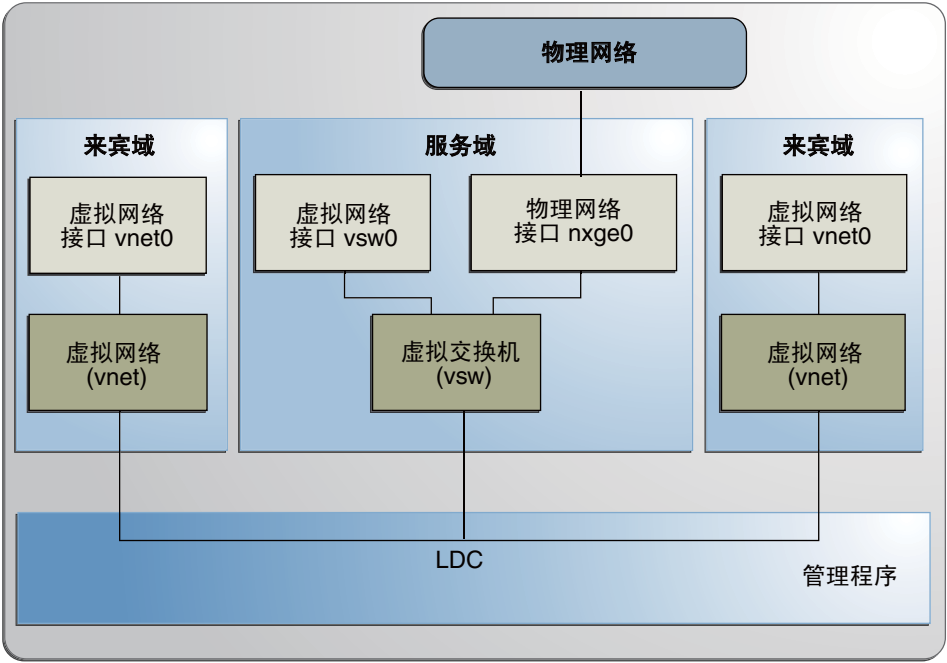 物理网络
来宾域
虚拟网络
接口 vnet0
虚拟网络
(vnet)
服务域
虚拟网络
接口 vsw0
物理网络
接口 nxge0
虚拟交换机
(vsw)
来宾域
虚拟网络
接口 vnet0
虚拟网络
(vnet)
LDC
管理程序